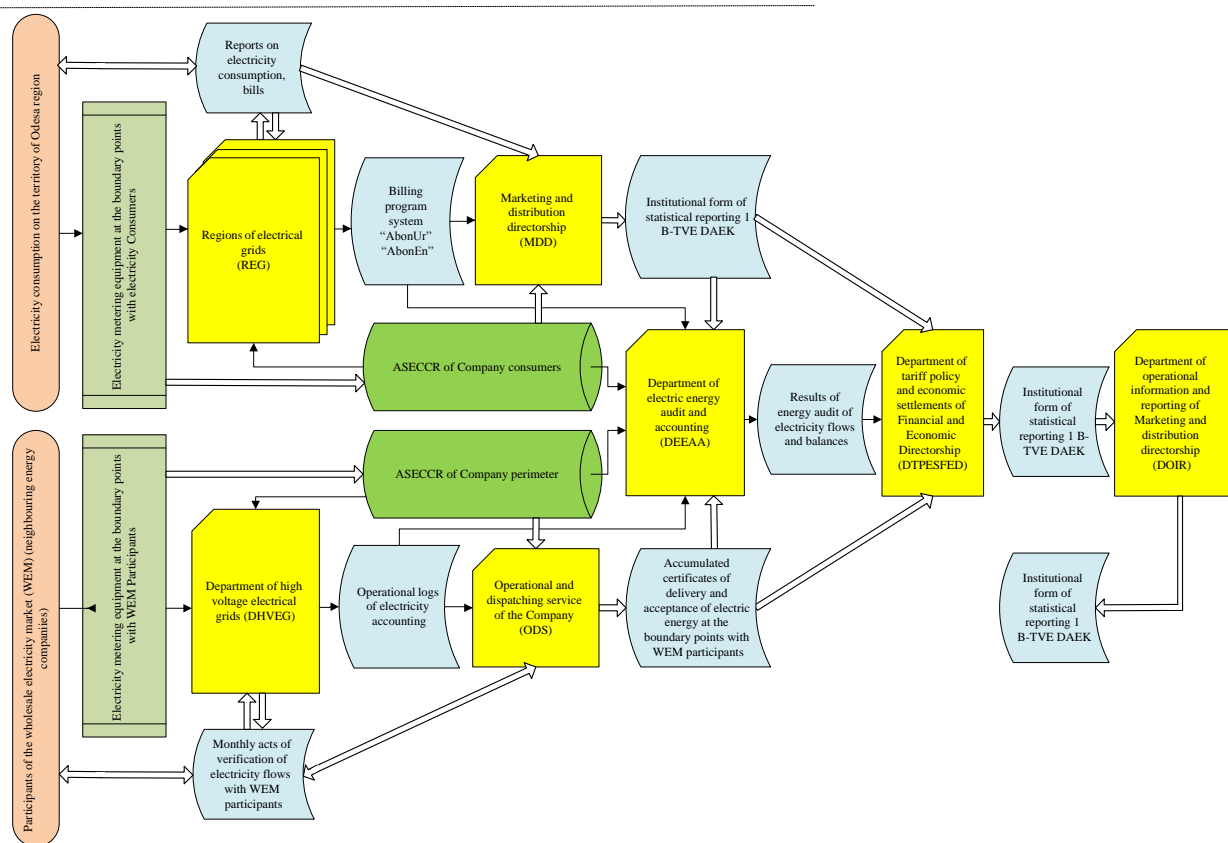 Electricity consumption on the territory of Odesa region
Electricity metering equipment at the boundary points
with electricity Consumers
Reports on
electricity
consumption,
bills
Regions of electrical
grids
(REG)
Billing
program
system
“AbonUr”
“AbonEn”
Marketing and
distribution
directorship
(MDD)
Institutional form of
statistical reporting 1
B-TVE DAEK
ASECCR of Company consumers
Department of
electric energy
audit and
accounting
(DEEAA)
Results of
energy audit of
electricity flows
and balances
Department of
tariff policy
and economic
settlements of
Financial and
Economic
Directorship
(DTPESFED)
Institutional
form of
statistical
reporting 1 B-
TVE DAEK
Department of
operational
information and
reporting of
Marketing and
distribution
directorship
(DOIR)
Participants of the wholesale electricity market (WEM) (neighbouring energy
companies)
Electricity metering equipment at the boundary points
with WEM Participants
ASECCR of Company perimeter
Department of high
voltage electrical
grids (DHVEG)
Operational logs
of electricity
accounting
Operational and
dispatching service
of the Company
(ODS)
Accumulated
certificates of
delivery and
acceptance of electric
energy at the
boundary points with
WEM participants
Institutional
form of
statistical
reporting 1
B-TVE DAEK
Monthly acts of
verification of
electricity flows
with WEM
participants